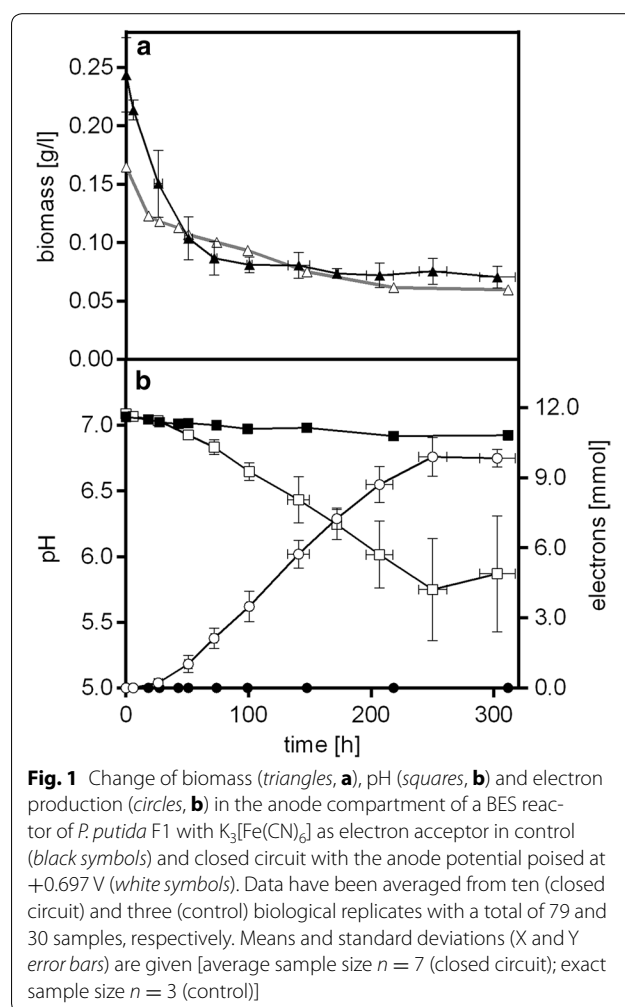 a
0.25
0.20
0.15
0.10
0.05
0.00
biomass [g/l]
b
7.0
6.5
6.0
5.5
5.0
pH
12.0
9.0
6.0
3.0
0.0
electrons [mmol]
0
100
200
300
time [h]
Fig. 1 Change of biomass (triangles, a), pH (squares, b) and electron
production (circles, b) in the anode compartment of a BES reac-
tor of P. putida F1 with K₃[Fe(CN)₆] as electron acceptor in control
(black symbols) and closed circuit with the anode potential poised at
+0.697 V (white symbols). Data have been averaged from ten (closed
circuit) and three (control) biological replicates with a total of 79 and
30 samples, respectively. Means and standard deviations (X and Y
error bars) are given [average sample size n = 7 (closed circuit); exact
sample size n = 3 (control)]